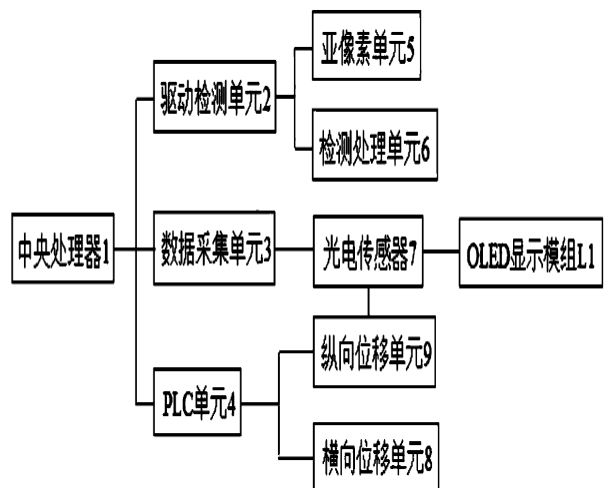 亚像素单元5
驱动检测单元2
检测处理单元6
中央处理器1
数据采集单元3
光电传感器7
OLED显示模组L1
纵向位移单元9
PLC单元4
横向位移单元8